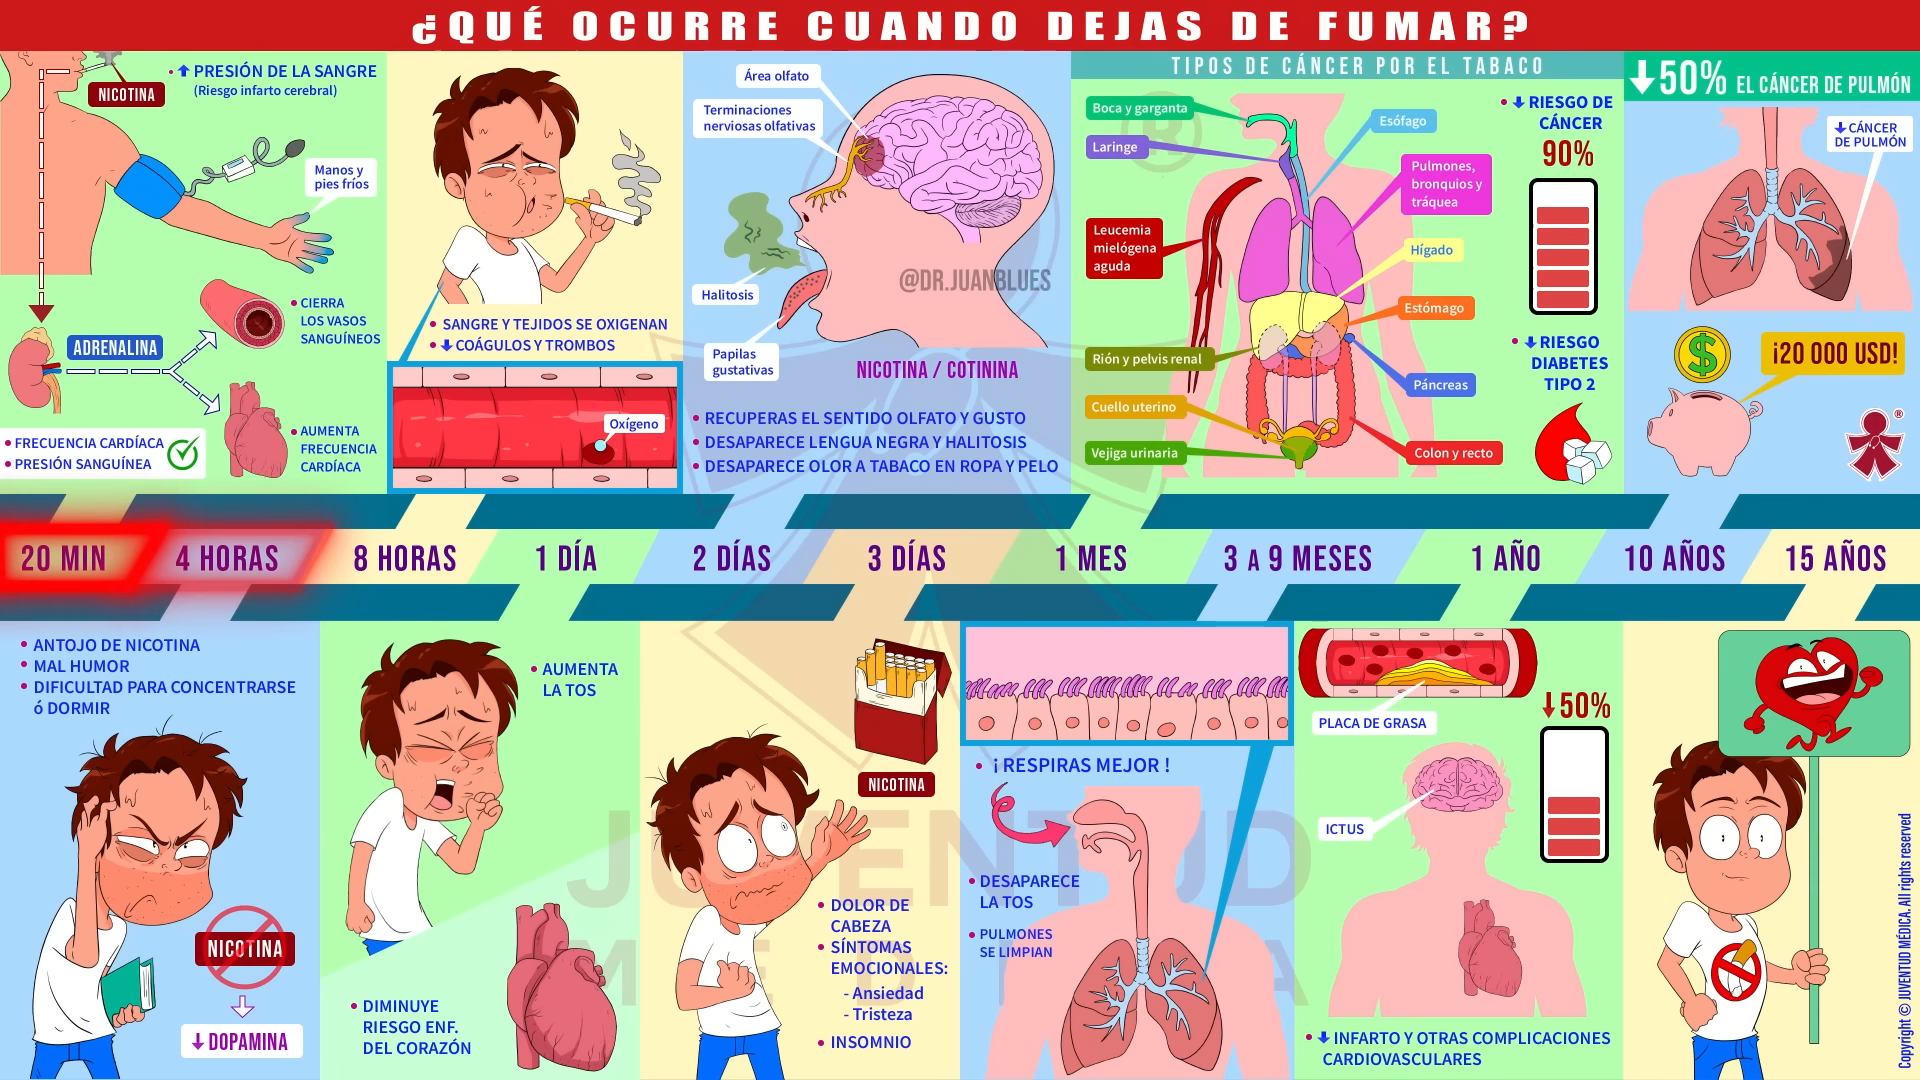 ¿QUÉ OCURRE CUANDO DEJAS DE FUMAR?
NICOTINA
PRESIÓN DE LA SANGRE
(Riesgo infarto cerebral)
Manos y
pies fríos
ADRENALINA
CIERRA
LOS VASOS
SANGUÍNEOS
AUMENTA
FRECUENCIA
CARDÍACA
FRECUENCIA CARDÍACA
PRESIÓN SANGUÍNEA
SANGRE Y TEJIDOS SE OXIGENAN
COÁGULOS Y TROMBOS
Oxígeno
Área olfato
Terminaciones
nerviosas olfativas
Halitosis
@DR.JUANBLUES
Papilas
gustativas
NICOTINA / COTININA
RECUPERAS EL SENTIDO OLFATO Y GUSTO
DESAPARECE LENGUA NEGRA Y HALITOSIS
DESAPARECE OLOR A TABACO EN ROPA Y PELO
TIPOS DE CÁNCER POR EL TABACO
Boca y garganta
Laringe
Esófago
Pulmones,
bronquios y
tráquea
Leucemia
mielógena
aguda
Hígado
Estómago
Rión y pelvis renal
Páncreas
Cuello uterino
Vejiga urinaria
Colon y recto
RIESGO DE
CÁNCER
90%
RIESGO
DIABETES
TIPO 2
50% EL CÁNCER DE PULMÓN
CÁNCER
DE PULMÓN
$
¡20 000 USD!
®
20 MIN
4 HORAS
8 HORAS
1 DÍA
2 DÍAS
3 DÍAS
1 MES
3 A 9 MESES
1 AÑO
10 AÑOS
15 AÑOS
ANTOJO DE NICOTINA
MAL HUMOR
DIFICULTAD PARA CONCENTRARSE
ó DORMIR
NICOTINA
DOPAMINA
AUMENTA
LA TOS
DIMINUYE
RIESGO ENF.
DEL CORAZÓN
NICOTINA
DOLOR DE
CABEZA
SÍNTOMAS
EMOCIONALES:
- Ansiedad
- Tristeza
INSOMNIO
¡ RESPIRAS MEJOR !
DESAPARECE
LA TOS
PULMONES
SE LIMPIAN
PLACA DE GRASA
50%
ICTUS
INFARTO Y OTRAS COMPLICACIONES
CARDIOVASCULARES
Copyright © JUVENTUD MÉDICA. All rights reserved
JUVENTUD
MEDICA
®